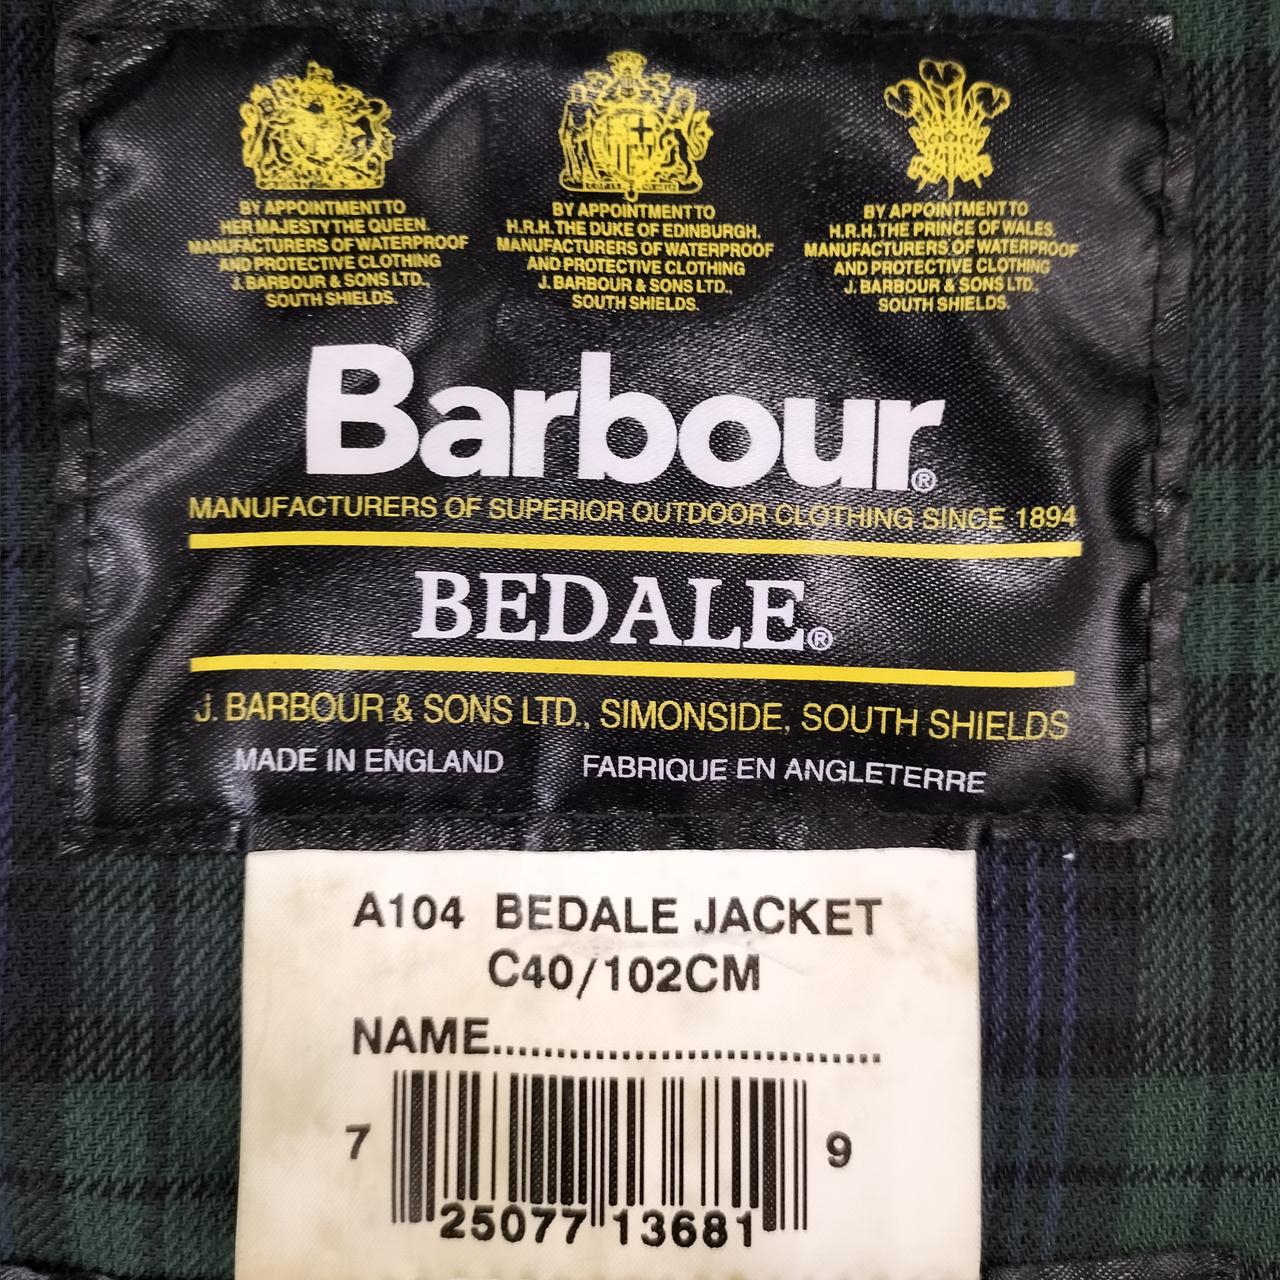 BY APPOINTMENT TO
HER MAJESTY THE QUEEN.
MANUFACTURERS OF WATERPROOF
AND PROTECTIVE CLOTHING
J. BARBOUR & SONS LTD.,
SOUTH SHIELDS.
BY APPOINTMENT TO
H.R.H. THE DUKE OF EDINBURGH.
MANUFACTURERS OF WATERPROOF
AND PROTECTIVE CLOTHING
J. BARBOUR & SONS LTD.,
SOUTH SHIELDS.
BY APPOINTMENT TO
H.R.H. THE PRINCE OF WALES.
MANUFACTURERS OF WATERPROOF
AND PROTECTIVE CLOTHING
J. BARBOUR & SONS LTD.,
SOUTH SHIELDS.
Barbour®
MANUFACTURERS OF SUPERIOR OUTDOOR CLOTHING SINCE 1894
BEDALE®
J. BARBOUR & SONS LTD., SIMONSIDE, SOUTH SHIELDS
MADE IN ENGLAND FABRIQUE EN ANGLETERRE
A104 BEDALE JACKET
C40/102CM
NAME..............................
7 25077 13681 9